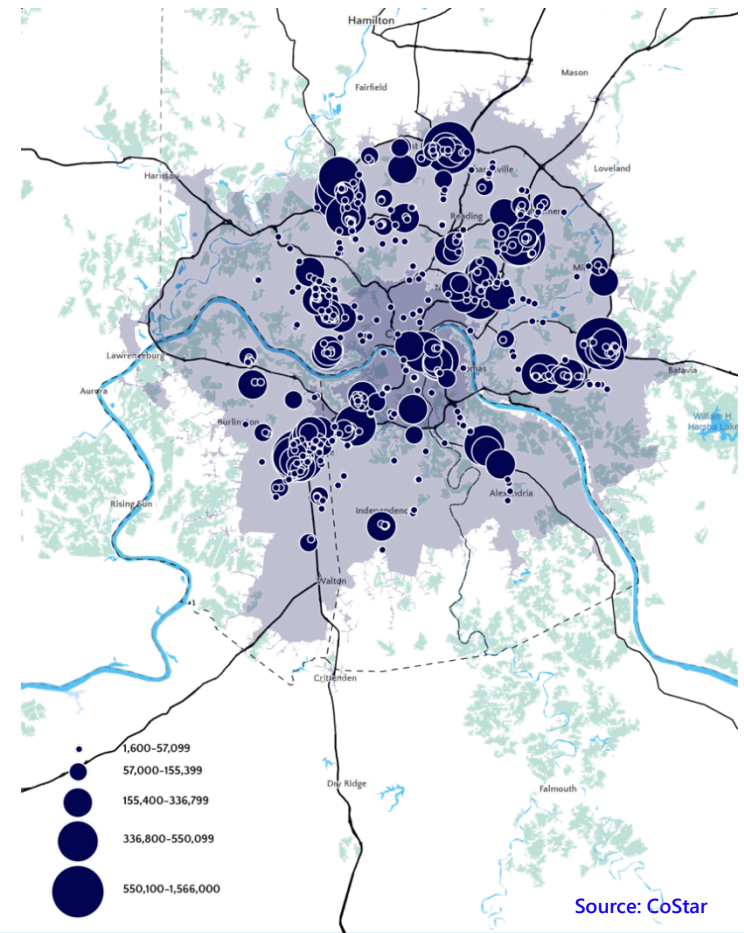 Hamilton
Mason
Fairfield
Loveland
Harrison
Reading
Lawrenceburg
Batavia
Aurora
William H.
Harsha Lake
Burlington
Rising Sun
Alexandria
Independence
Walton
Crittenden
Dry Ridge
Falmouth
1,600–57,099
57,000–155,399
155,400–336,799
336,800–550,099
550,100–1,566,000
Source: CoStar